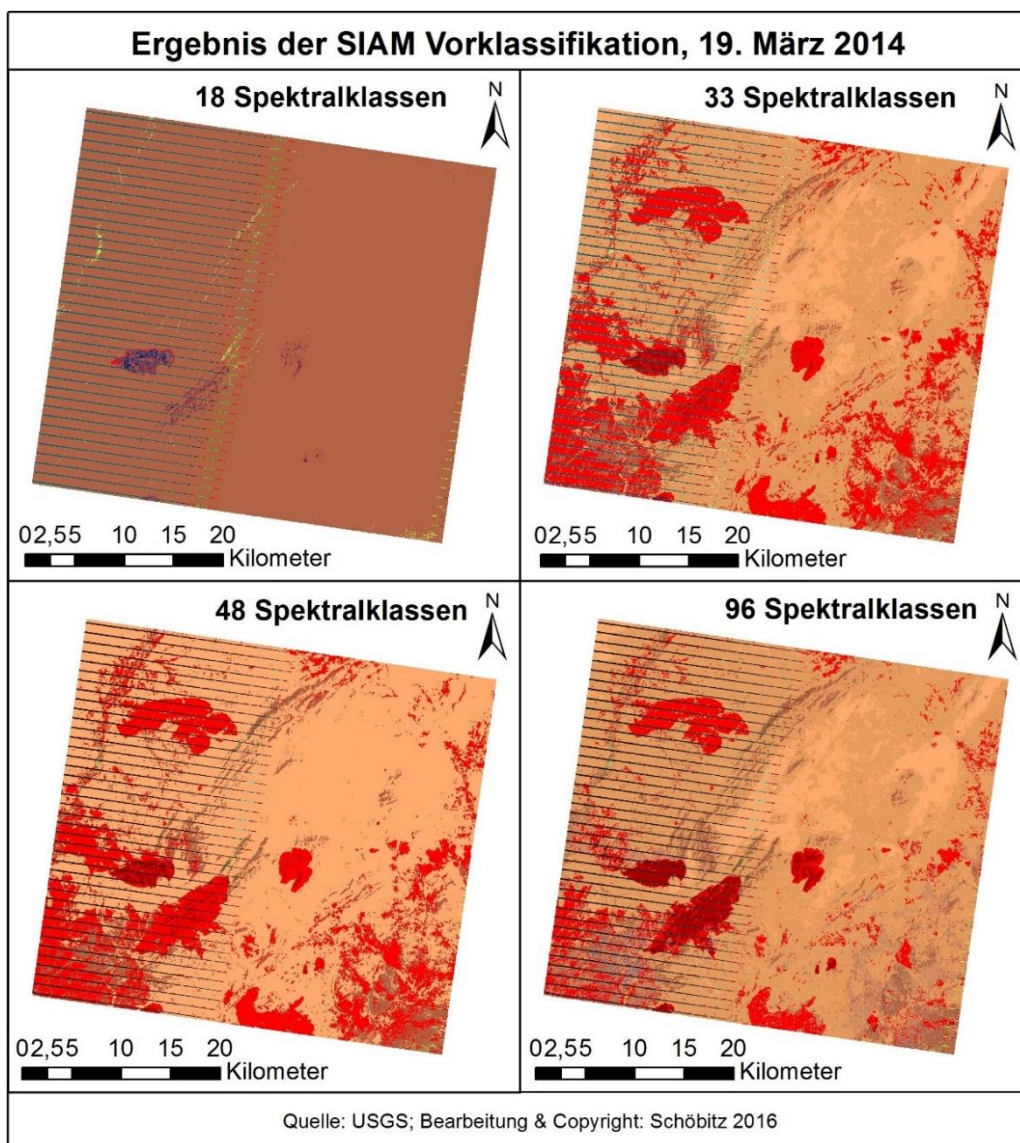 Ergebnis der SIAM Vorklassifikation, 19. März 2014
18 Spektralklassen
N
02,55 10 15 20
Kilometer
33 Spektralklassen
N
02,55 10 15 20
Kilometer
48 Spektralklassen
N
02,55 10 15 20
Kilometer
96 Spektralklassen
N
02,55 10 15 20
Kilometer
Quelle: USGS; Bearbeitung & Copyright: Schöbitz 2016